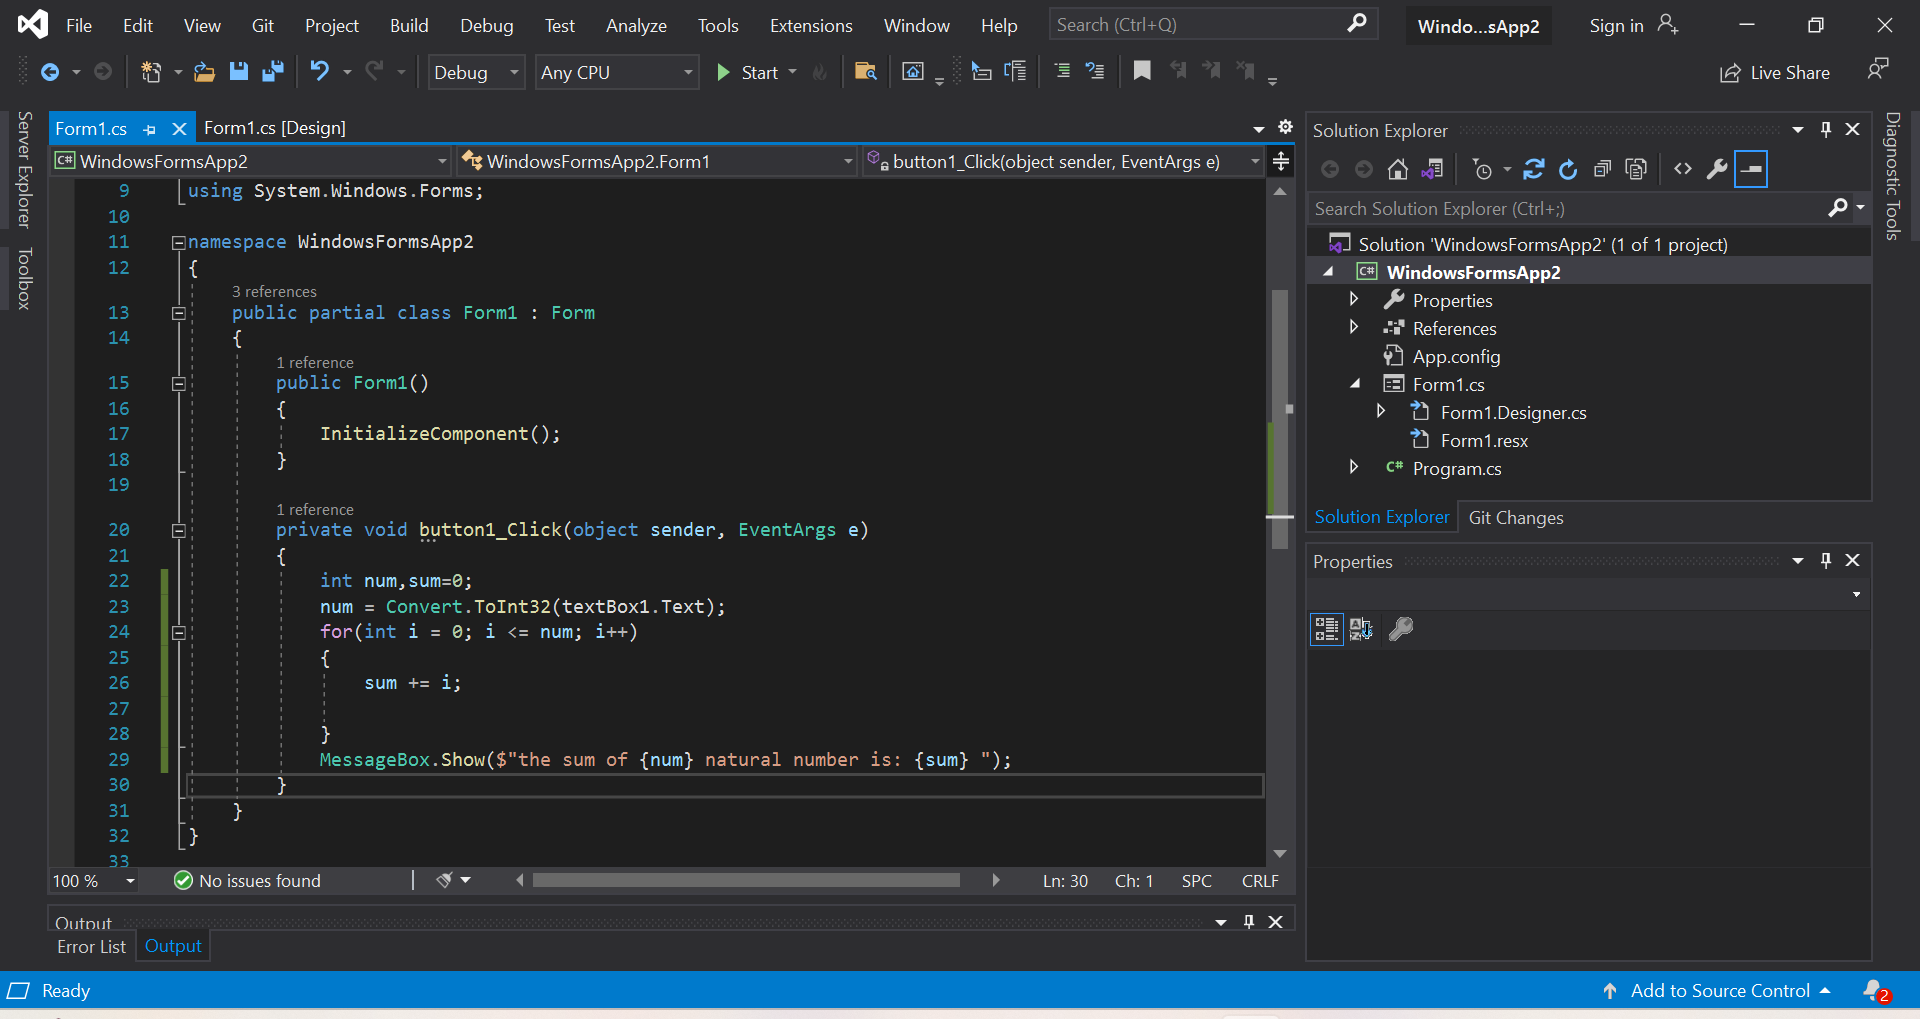 File Edit View Git Project Build Debug Test Analyze Tools Extensions Window Help Search (Ctrl+Q) Windo...sApp2 Sign in
Debug Any CPU Start Live Share
Server Explorer
Toolbox
Form1.cs Form1.cs [Design]
C# WindowsFormsApp2 WindowsFormsApp2.Form1 button1_Click(object sender, EventArgs e)
9 using System.Windows.Forms;
10
11 namespace WindowsFormsApp2
12 {
3 references
13 public partial class Form1 : Form
14 {
1 reference
15 public Form1()
16 {
17 InitializeComponent();
18 }
19
1 reference
20 private void button1_Click(object sender, EventArgs e)
21 {
22 int num,sum=0;
23 num = Convert.ToInt32(textBox1.Text);
24 for(int i = 0; i <= num; i++)
25 {
26 sum += i;
27
28 }
29 MessageBox.Show($"the sum of {num} natural number is: {sum} ");
30 }
31 }
32 }
33
100 % No issues found Ln: 30 Ch: 1 SPC CRLF
Output
Error List Output
Solution Explorer
Search Solution Explorer (Ctrl+;)
Solution 'WindowsFormsApp2' (1 of 1 project)
C# WindowsFormsApp2
Properties
References
App.config
Form1.cs
Form1.Designer.cs
Form1.resx
C# Program.cs
Solution Explorer Git Changes
Properties
Diagnostic Tools
Ready Add to Source Control 2